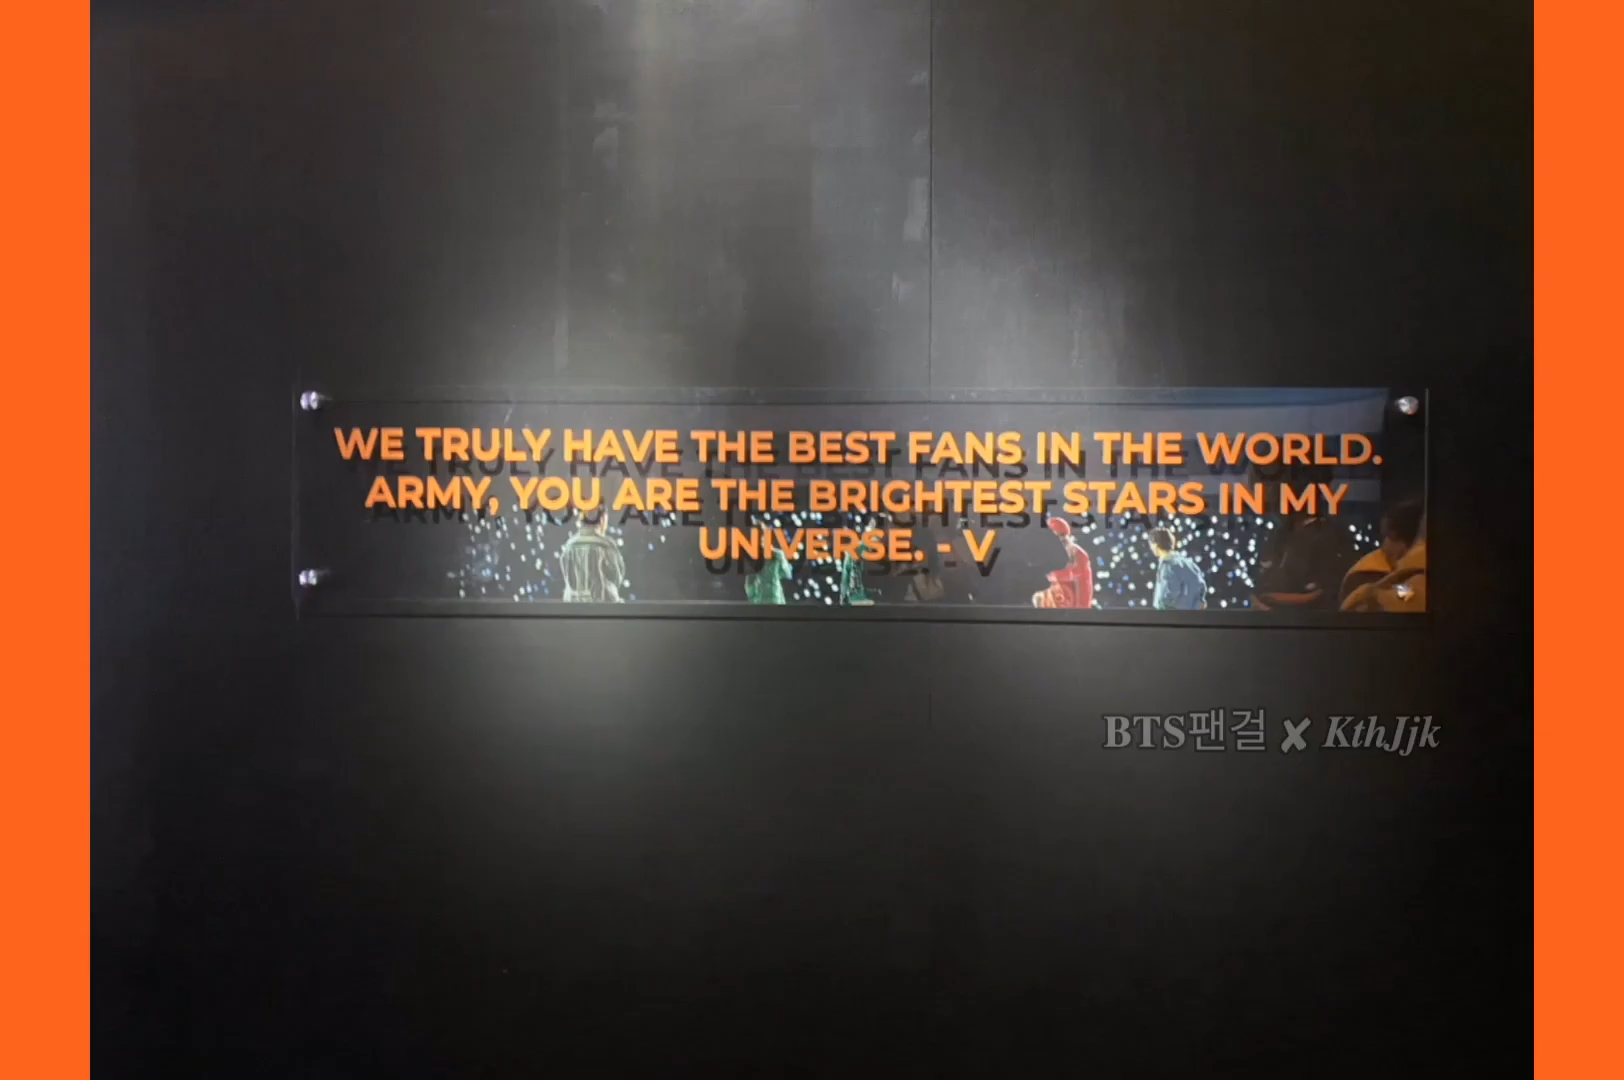 WE TRULY HAVE THE BEST FANS IN THE WORLD.
ARMY, YOU ARE THE BRIGHTEST STARS IN MY
UNIVERSE. - V
BTS팬걸 ✘ KthJjk